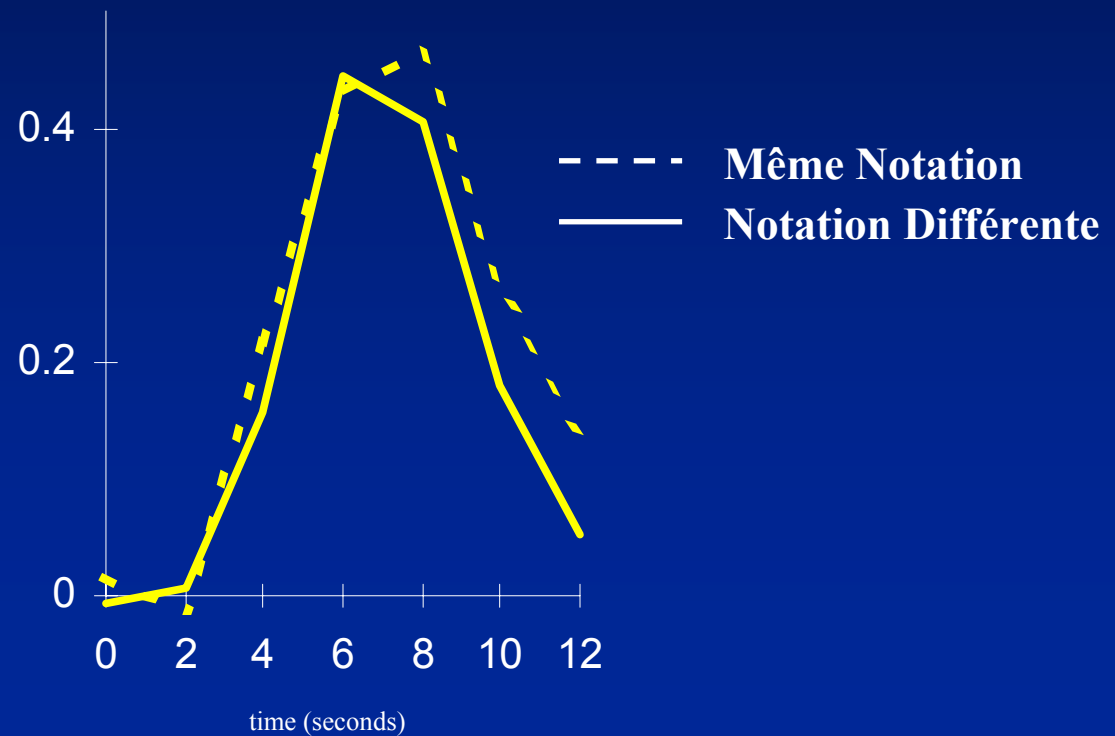 0.4
Même Notation
Notation Différente
0.2
0
0 2 4 6 8 10 12
time (seconds)